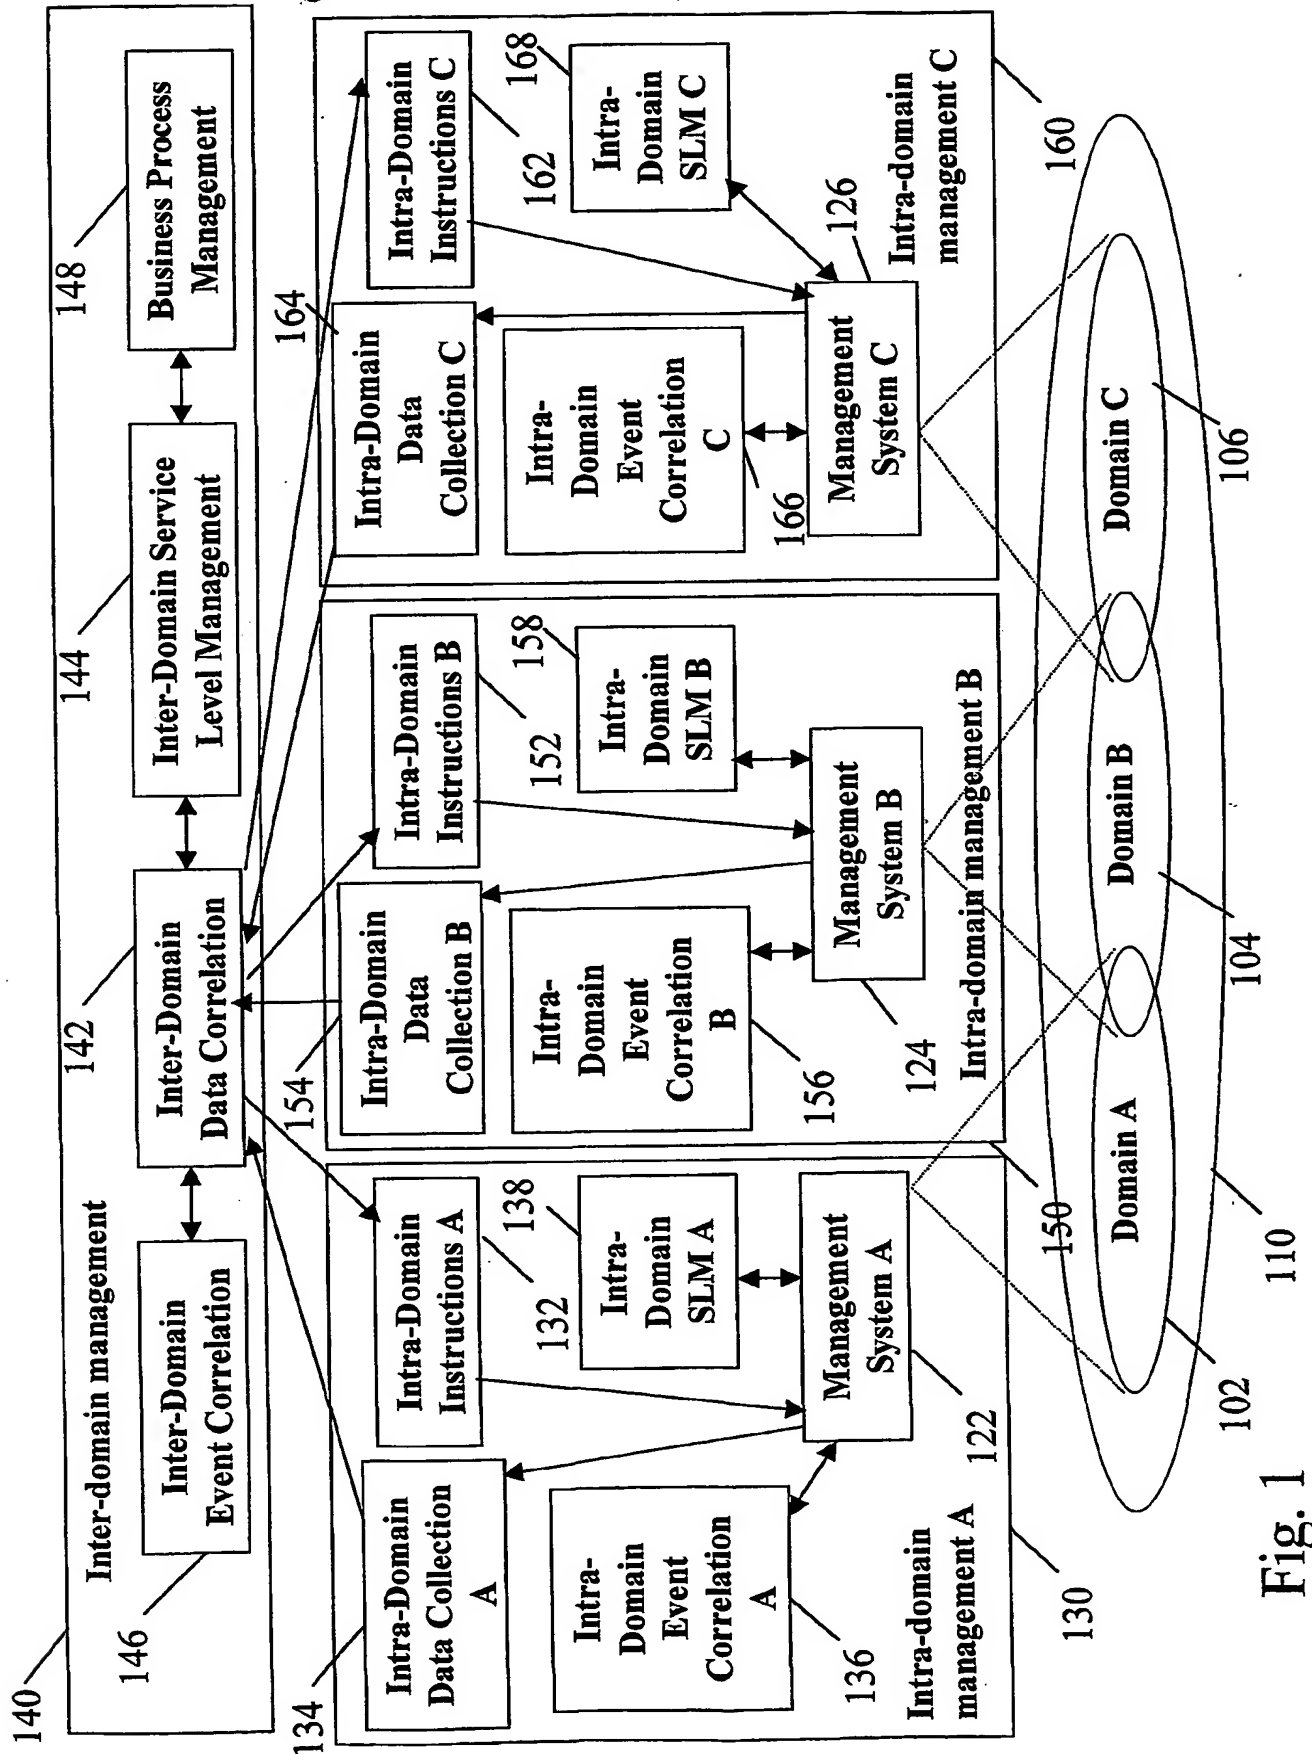 140
Inter-domain management
146
Inter-Domain
Event Correlation
142
Inter-Domain
Data Correlation
144
Inter-Domain Service
Level Management
148
Business Process
Management
134
Intra-Domain
Data Collection
A
Intra-Domain
Instructions A
132
Intra-
Domain
Event
Correlation
A
136
138
Intra-
Domain
SLM A
Management
System A
122
Intra-domain
management A
130
154
Intra-Domain
Data
Collection B
Intra-Domain
Instructions B
152
Intra-
Domain
Event
Correlation
B
156
158
Intra-
Domain
SLM B
Management
System B
124
Intra-domain management B
150
164
Intra-Domain
Data
Collection C
Intra-Domain
Instructions C
162
Intra-
Domain
Event
Correlation
C
166
168
Intra-
Domain
SLM C
Management
System C
126
Intra-domain
management C
160
Domain A
Domain B
Domain C
102
110
104
106
Fig. 1